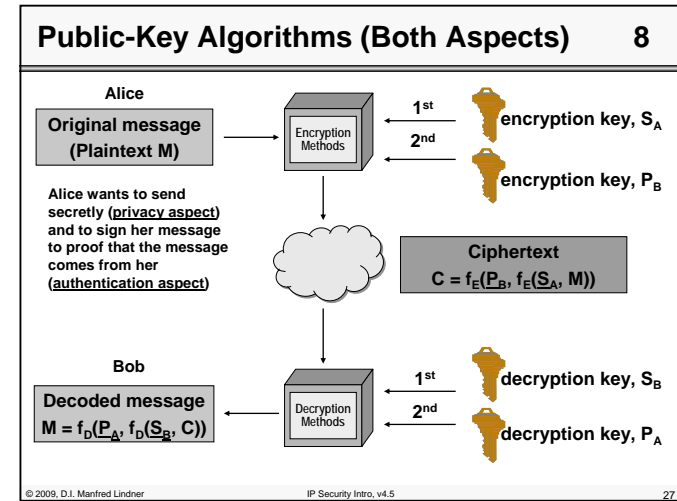 Public-Key Algorithms (Both Aspects) 8
Alice
Original message
(Plaintext M)
Encryption
Methods
1st
encryption key, SA
2nd
encryption key, PB
Alice wants to send
secretly (privacy aspect)
and to sign her message
to proof that the message
comes from her
(authentication aspect)
Ciphertext
C = fE(PB, fE(SA, M))
Bob
Decoded message
M = fD(PA, fD(SB, C))
Decryption
Methods
1st
decryption key, SB
2nd
decryption key, PA
© 2009, D.I. Manfred Lindner
IP Security Intro, v4.5
27